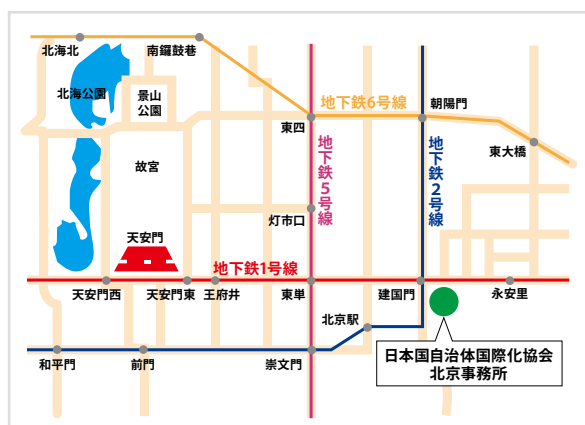 北海北
南鑼鼓巷
北海公園
景山
公園
地下鉄6号線
朝陽門
東四
東大橋
故宮
地下鉄5号線
地下鉄2号線
灯市口
天安門
地下鉄1号線
天安門西
天安門東
王府井
東単
建国門
永安里
北京駅
和平門
前門
崇文門
日本国自治体国際化協会
北京事務所